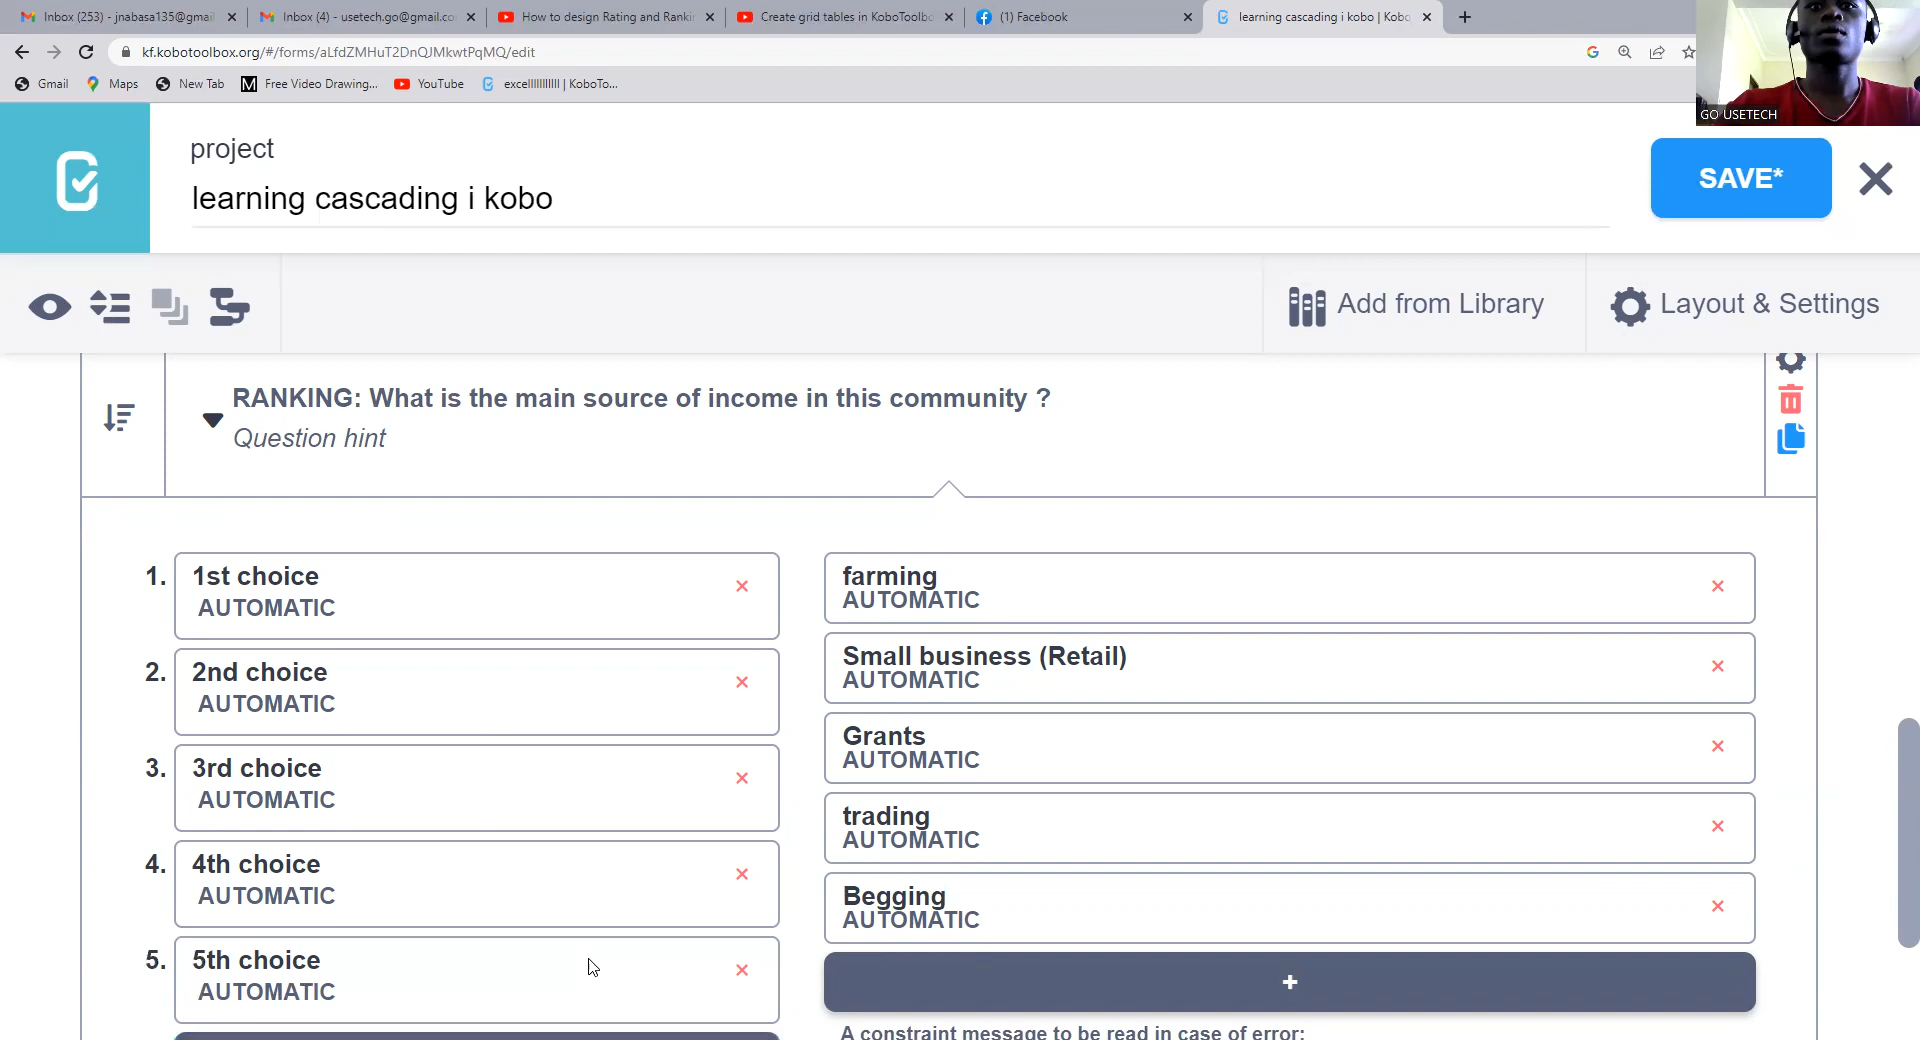 Inbox (253) - jnabasa135@gmai
Inbox (4) - usetech.go@gmail.co
How to design Rating and Ranki
Create grid tables in KoboToolbo
(1) Facebook
learning cascading i kobo | Kobo
kf.kobotoolbox.org/#/forms/aLfdZMHuT2DnQJMkwtPqMQ/edit
Gmail
Maps
New Tab
Free Video Drawing...
YouTube
excelllllllllll | KoboTo...
GO USETECH
project
learning cascading i kobo
SAVE*
Add from Library
Layout & Settings
RANKING: What is the main source of income in this community ?
Question hint
1. 1st choice
AUTOMATIC
2. 2nd choice
AUTOMATIC
3. 3rd choice
AUTOMATIC
4. 4th choice
AUTOMATIC
5. 5th choice
AUTOMATIC
farming
AUTOMATIC
Small business (Retail)
AUTOMATIC
Grants
AUTOMATIC
trading
AUTOMATIC
Begging
AUTOMATIC
+
A constraint message to be read in case of error: